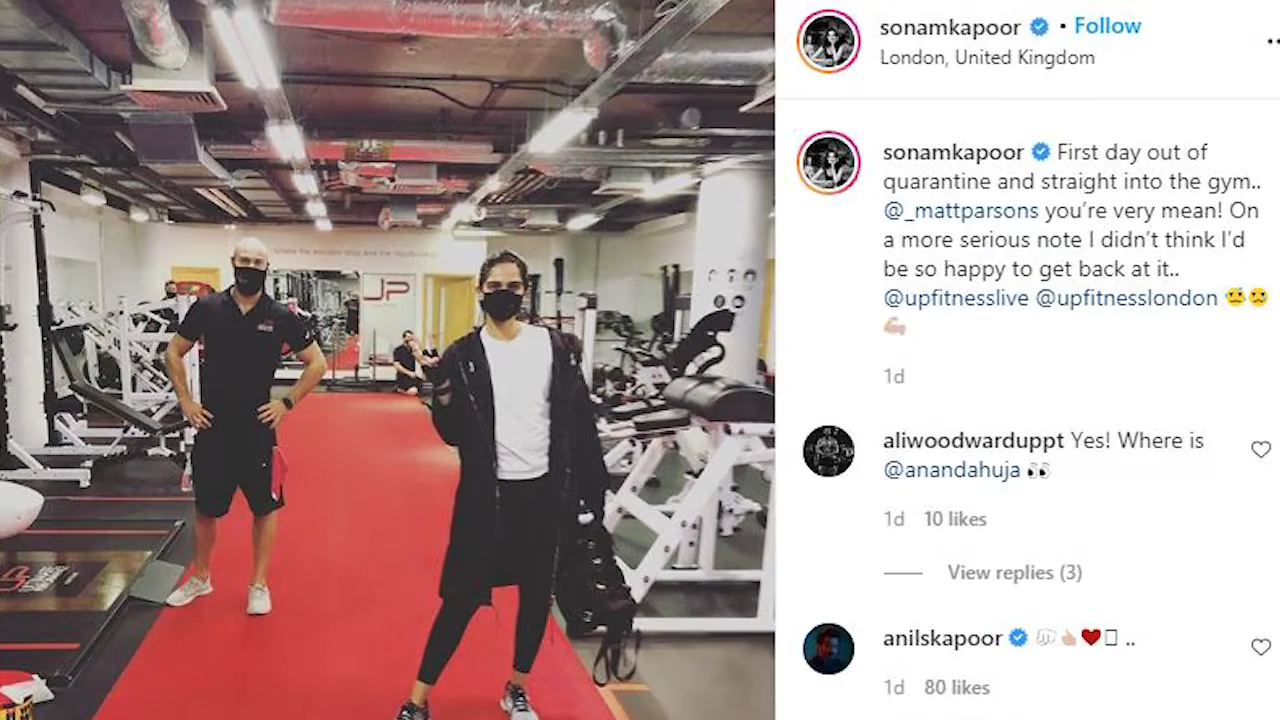 sonamkapoor • Follow
London, United Kingdom
sonamkapoor First day out of
quarantine and straight into the gym..
@_mattparsons you're very mean! On
a more serious note I didn't think I'd
be so happy to get back at it..
@upfitnesslive @upfitnesslondon 😓😢
💪🏻
1d
aliwoodwarduppt Yes! Where is
@anandahuja 👀
1d 10 likes
View replies (3)
anilskapoor ..
1d 80 likes
UP